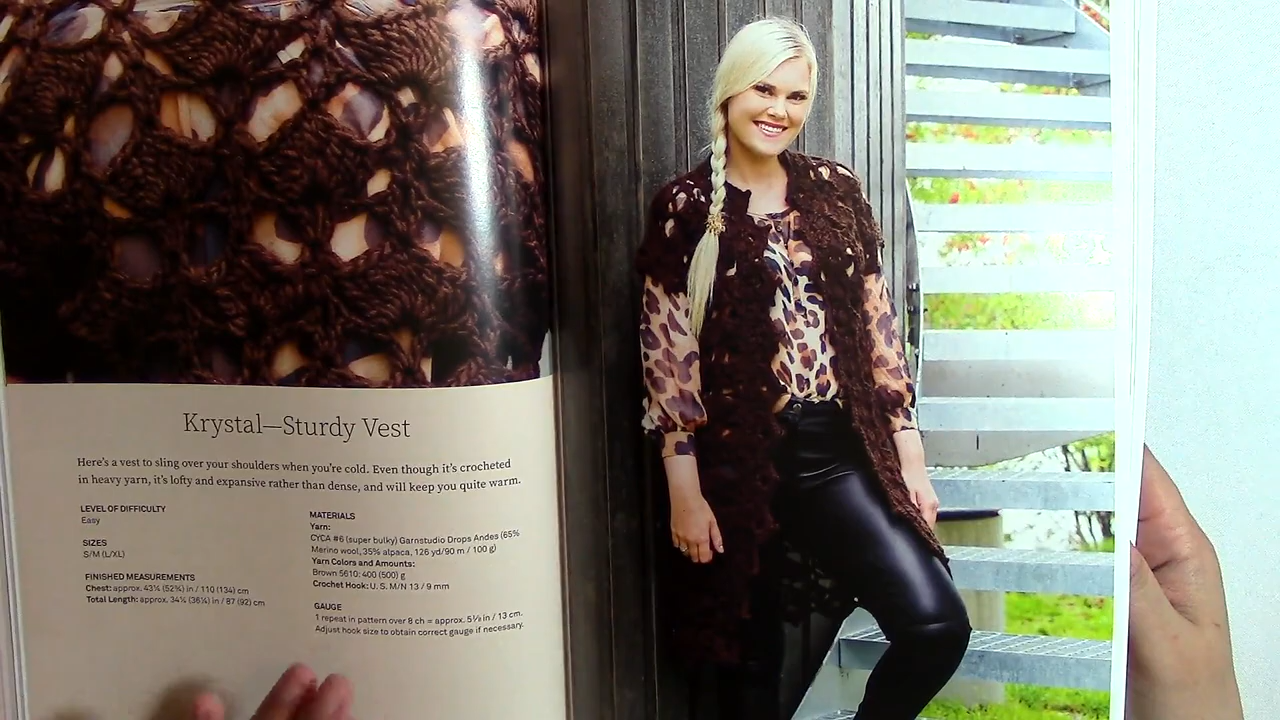 Krystal—Sturdy Vest
Here's a vest to sling over your shoulders when you're cold. Even though it's crocheted
in heavy yarn, it's lofty and expansive rather than dense, and will keep you quite warm.
LEVEL OF DIFFICULTY
Easy
SIZES
S/M (L/XL)
FINISHED MEASUREMENTS
Chest: approx. 43¼ (52¾) in / 110 (134) cm
Total Length: approx. 34¼ (36¼) in / 87 (92) cm
MATERIALS
Yarn:
CYCA #6 (super bulky) Garnstudio Drops Andes (65%
Merino wool, 35% alpaca, 126 yd/90 m / 100 g)
Yarn Colors and Amounts:
Brown 5610: 400 (500) g
Crochet Hook: U. S. M/N 13 / 9 mm
GAUGE
1 repeat in pattern over 8 ch = approx. 5⅛ in / 13 cm.
Adjust hook size to obtain correct gauge if necessary.